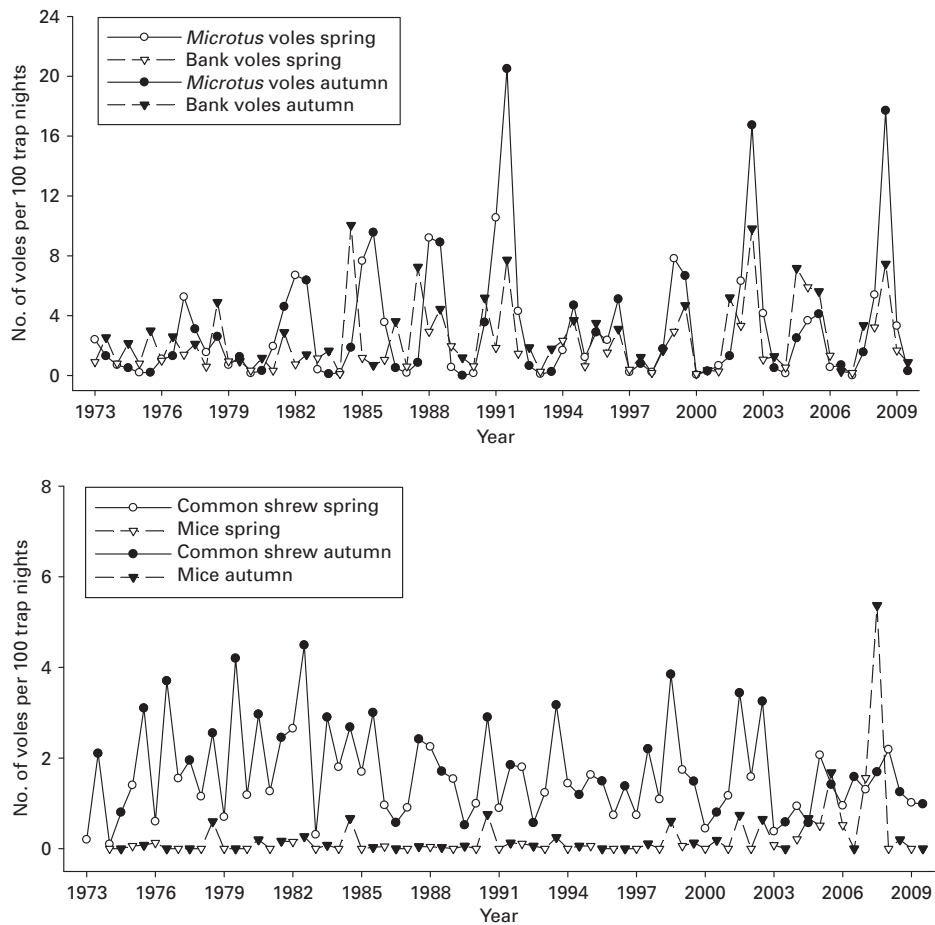 24
20
16
12
8
4
0
No. of voles per 100 trap nights
Microtus voles spring
Bank voles spring
Microtus voles autumn
Bank voles autumn
1973 1976 1979 1982 1985 1988 1991 1994 1997 2000 2003 2006 2009
Year
8
6
4
2
0
No. of voles per 100 trap nights
Common shrew spring
Mice spring
Common shrew autumn
Mice autumn
1973 1976 1979 1982 1985 1988 1991 1994 1997 2000 2003 2006 2009
Year